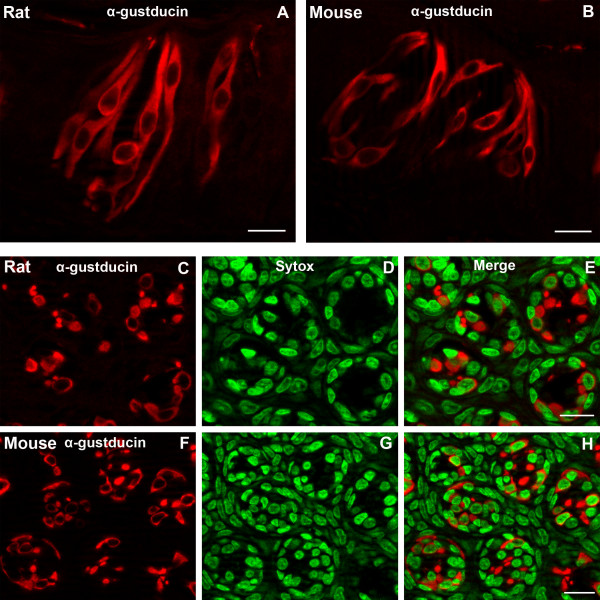 Rat α-gustducin A
Mouse α-gustducin B
Rat α-gustducin C
Sytox D
Merge E
Mouse α-gustducin F
G
H